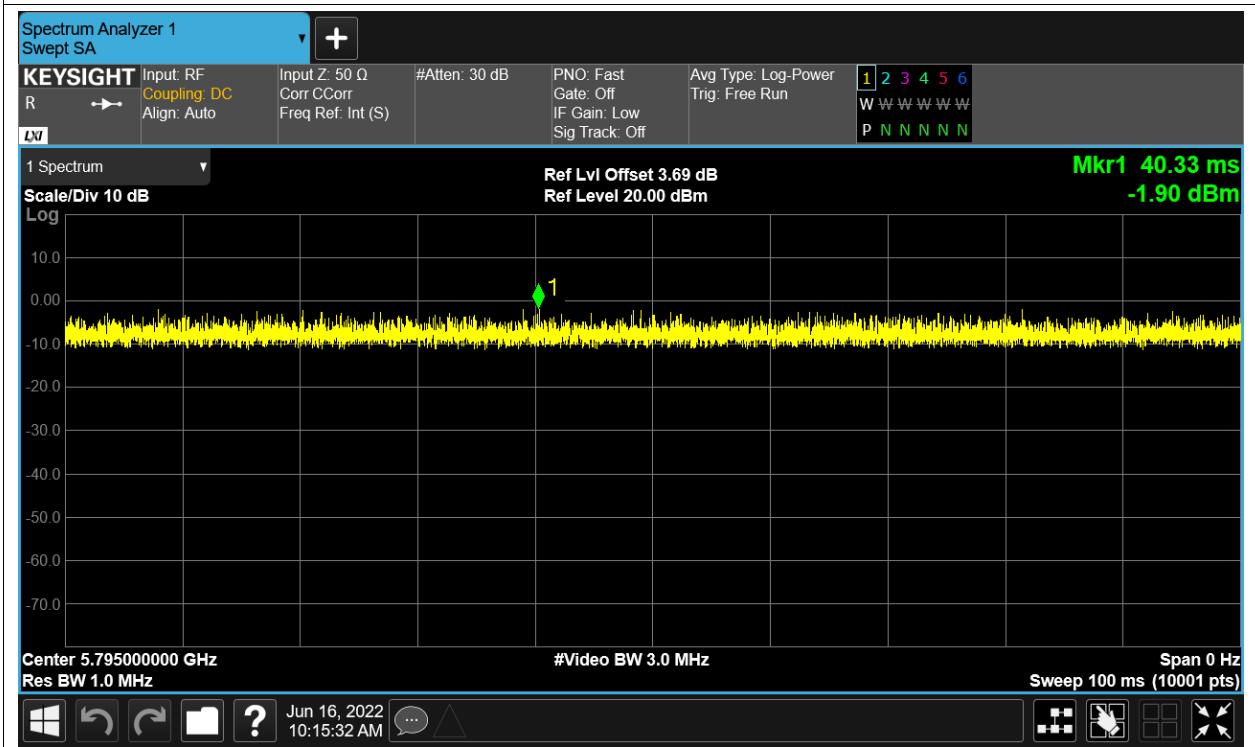 Spectrum Analyzer 1
Swept SA
KEYSIGHT
R
LXI
Input: RF
Coupling: DC
Align: Auto
Input Z: 50 Ω
Corr CCorr
Freq Ref: Int (S)
#Atten: 30 dB
PNO: Fast
Gate: Off
IF Gain: Low
Sig Track: Off
Avg Type: Log-Power
Trig: Free Run
1 2 3 4 5 6
W W W W W W
P N N N N N
1 Spectrum
Scale/Div 10 dB
Ref Lvl Offset 3.69 dB
Ref Level 20.00 dBm
Mkr1 40.33 ms
-1.90 dBm
Log
10.0
0.00
-10.0
-20.0
-30.0
-40.0
-50.0
-60.0
-70.0
1
Center 5.795000000 GHz
Res BW 1.0 MHz
#Video BW 3.0 MHz
Span 0 Hz
Sweep 100 ms (10001 pts)
?
Jun 16, 2022
10:15:32 AM